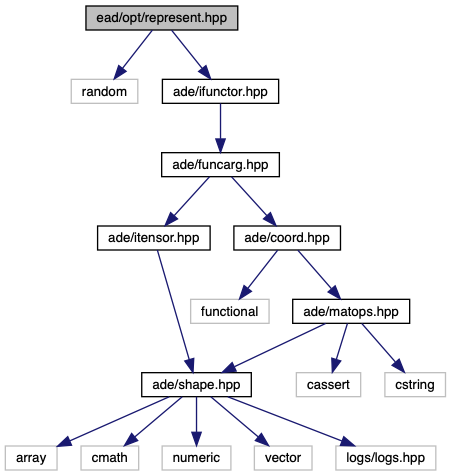 ead/opt/represent.hpp
random
ade/ifunctor.hpp
ade/funcarg.hpp
ade/itensor.hpp
ade/coord.hpp
functional
ade/matops.hpp
ade/shape.hpp
cassert
cstring
array
cmath
numeric
vector
logs/logs.hpp